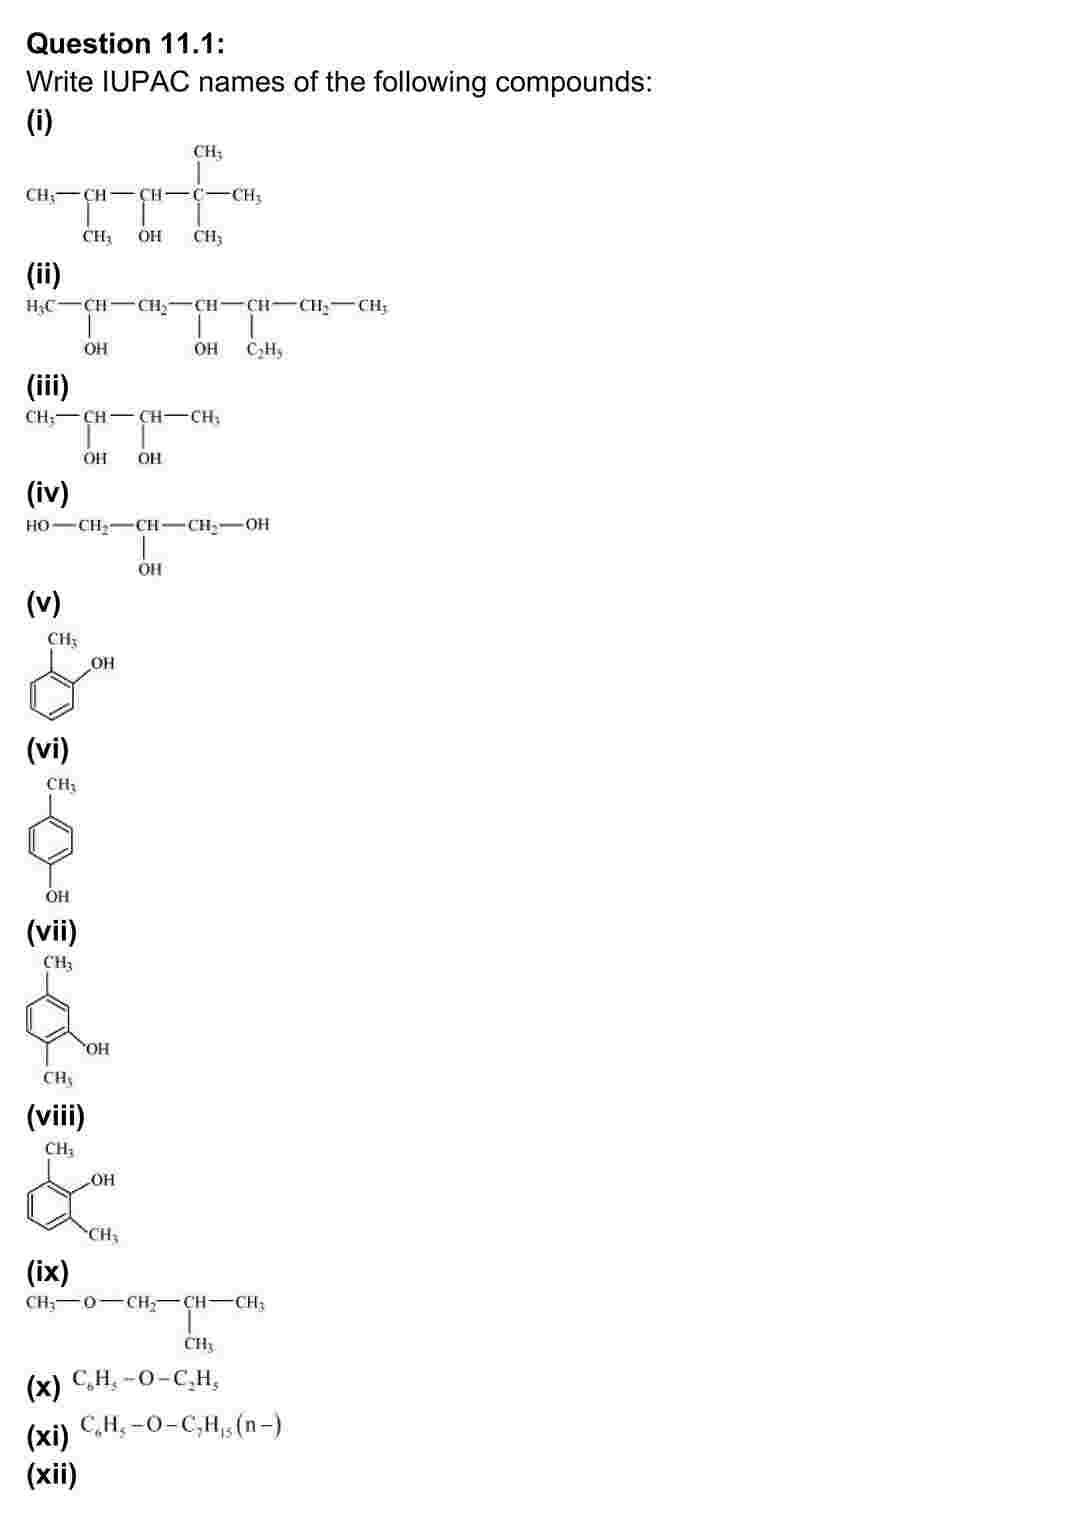 Question 11.1:
Write IUPAC names of the following compounds:
(i)
CH₃
CH₃—CH—CH—C—CH₃
CH₃ OH CH₃
(ii)
H₃C—CH—CH₂—CH—CH—CH₂—CH₃
OH OH C₂H₅
(iii)
CH₃—CH—CH—CH₃
OH OH
(iv)
HO—CH₂—CH—CH₂—OH
OH
(v)
CH₃
OH
(vi)
CH₃
OH
(vii)
CH₃
OH
CH₃
(viii)
CH₃
OH
CH₃
(ix)
CH₃—O—CH₂—CH—CH₃
CH₃
(x) C₆H₅–O–C₂H₅
(xi) C₆H₅–O–C₇H₁₅(n–)
(xii)